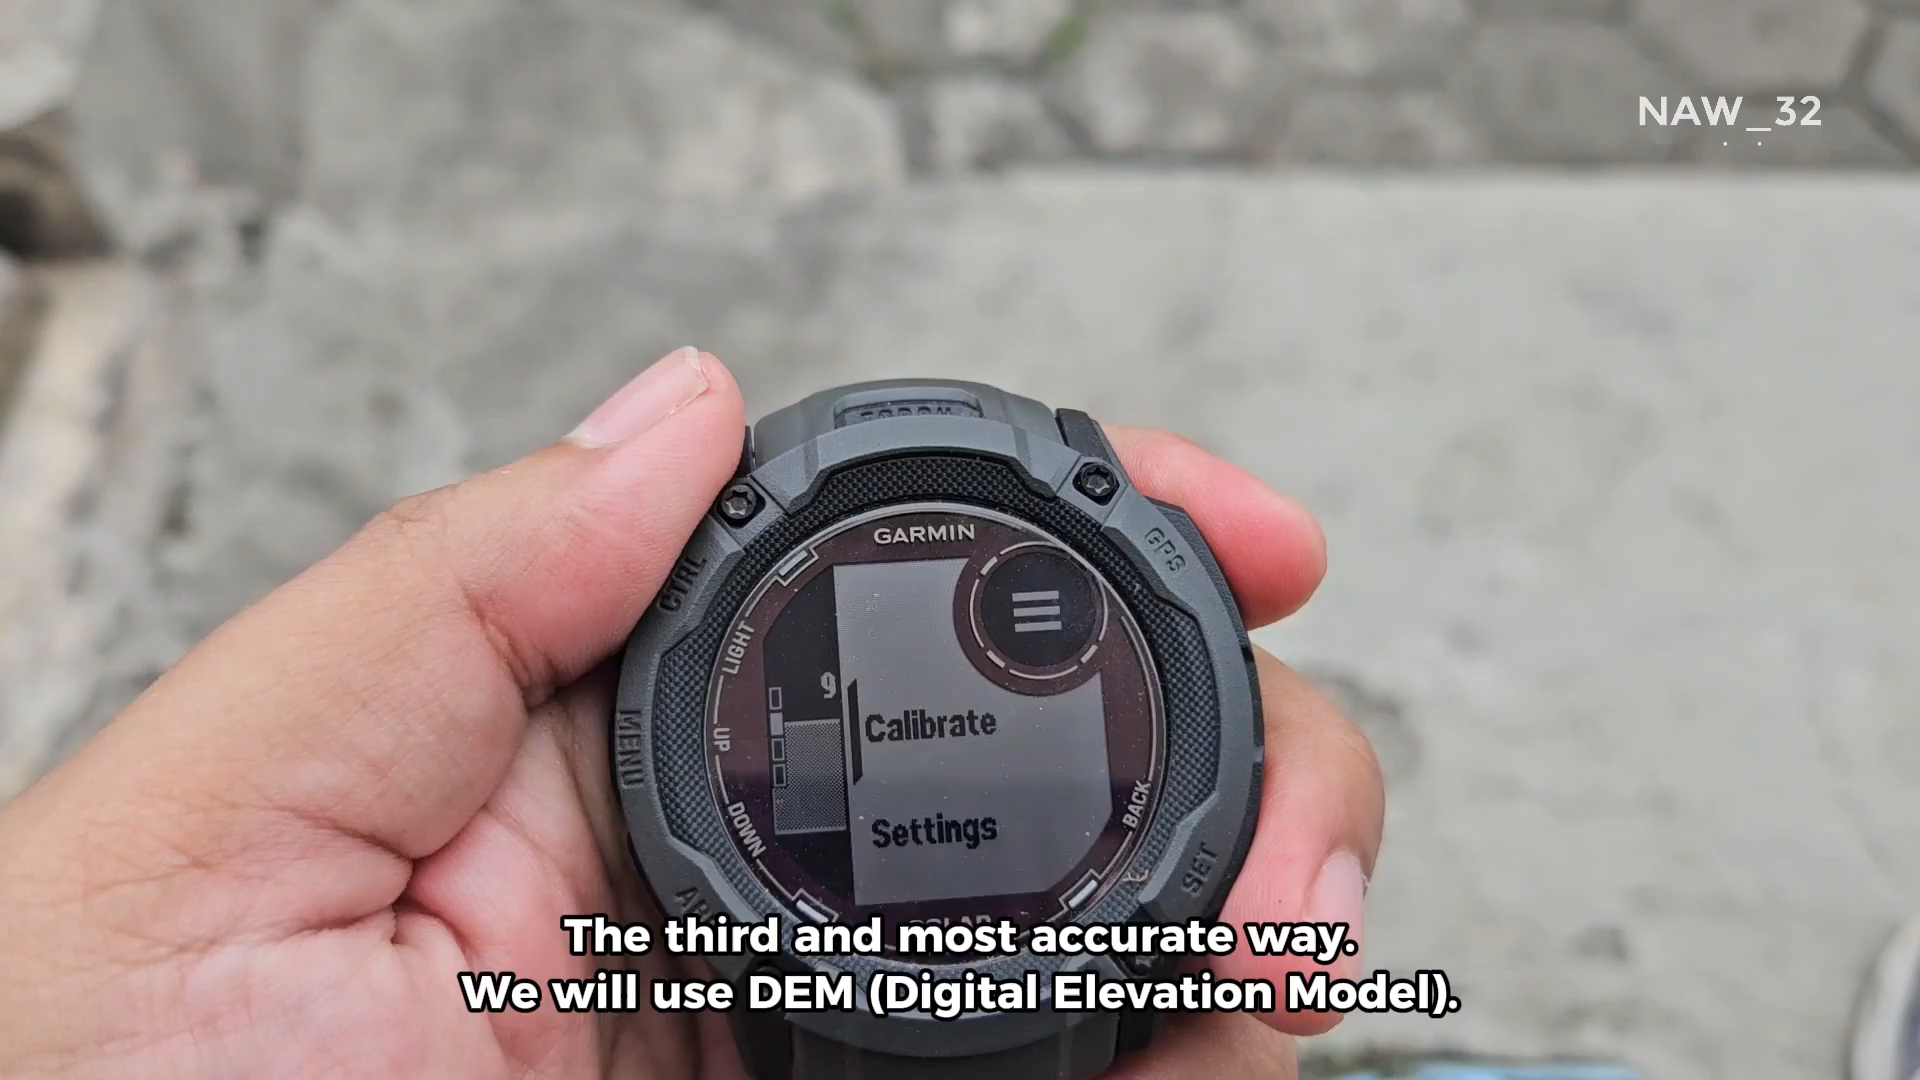 NAW_32
GARMIN
GPS
CTRL
LIGHT
9
Calibrate
UP
MENU
Settings
DOWN
BACK
SET
SOLAR
The third and most accurate way.
We will use DEM (Digital Elevation Model).